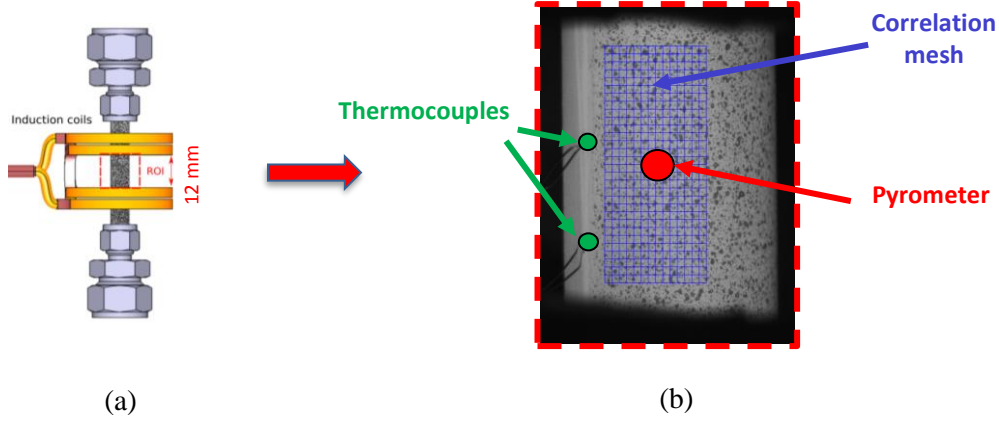 Induction coils
ROI
12 mm
(a)
Correlation
mesh
Thermocouples
Pyrometer
(b)